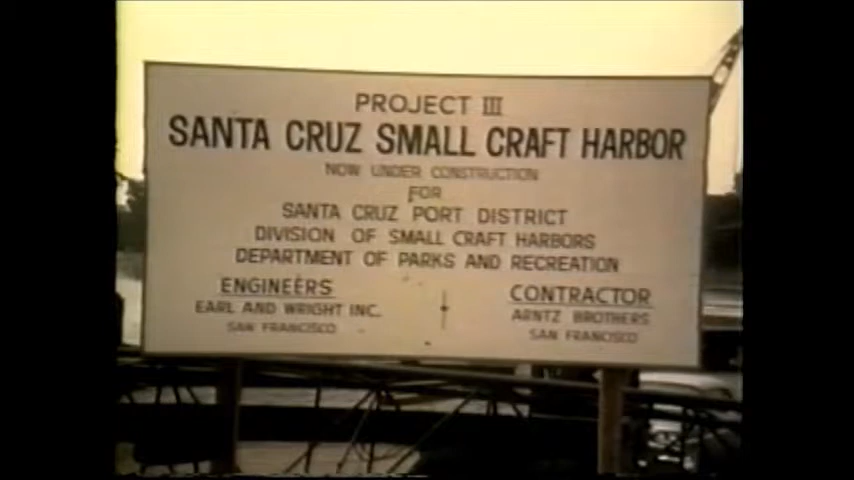 PROJECT III
SANTA CRUZ SMALL CRAFT HARBOR
NOW UNDER CONSTRUCTION
FOR
SANTA CRUZ PORT DISTRICT
DIVISION OF SMALL CRAFT HARBORS
DEPARTMENT OF PARKS AND RECREATION
ENGINEERS
EARL AND WRIGHT INC.
SAN FRANCISCO
CONTRACTOR
ARNTZ BROTHERS
SAN FRANCISCO